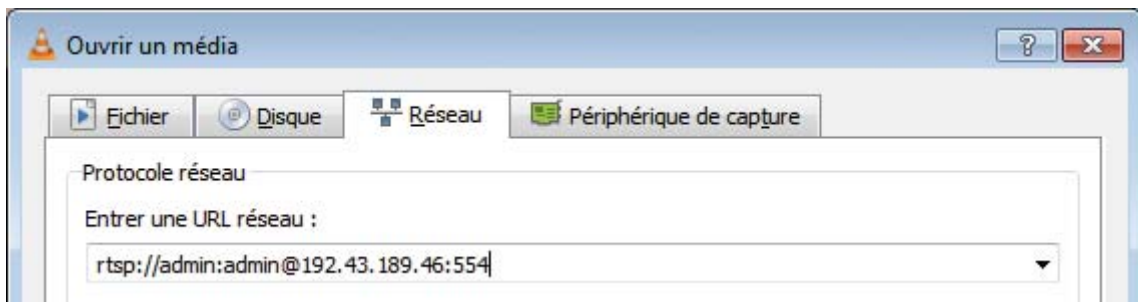 Ouvrir un média
Fichier Disque Réseau Périphérique de capture
Protocole réseau
Entrer une URL réseau :
rtsp://admin:admin@192.43.189.46:554